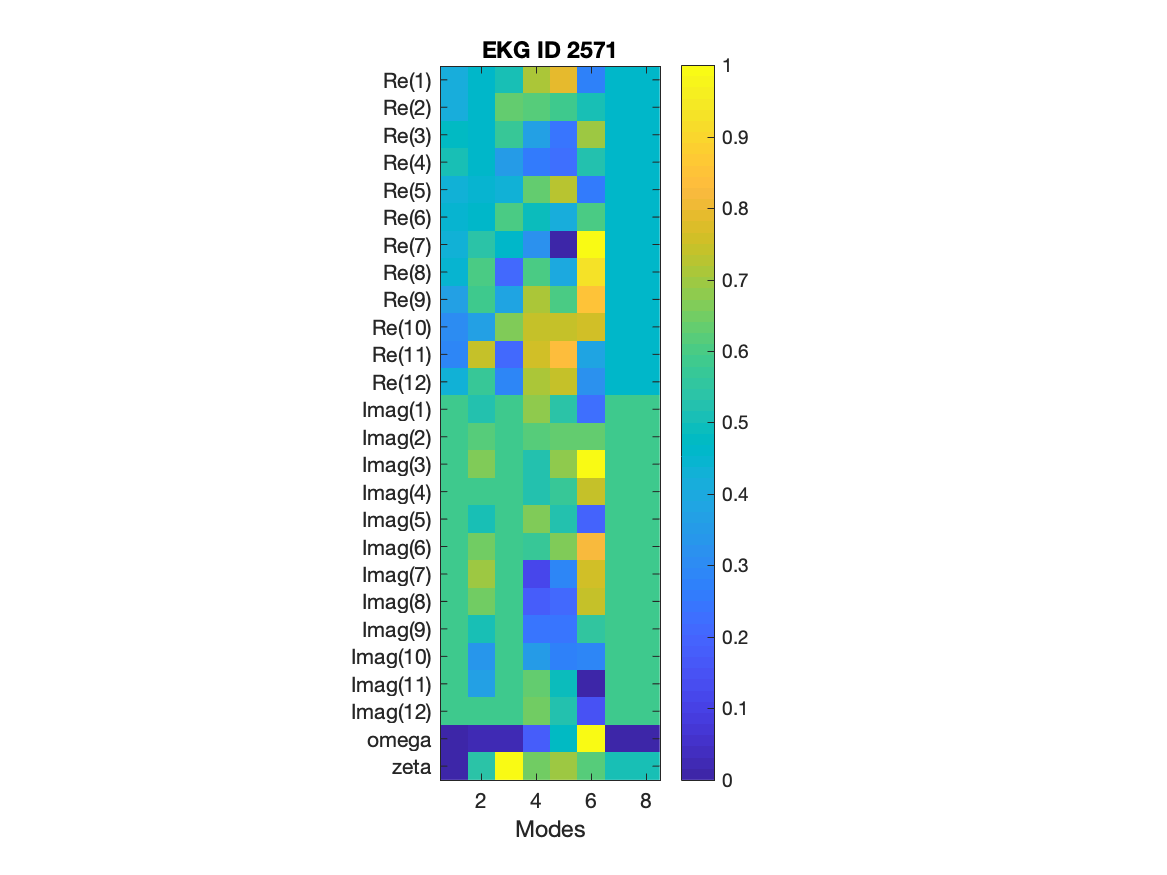 EKG ID 2571
Re(1)
Re(2)
Re(3)
Re(4)
Re(5)
Re(6)
Re(7)
Re(8)
Re(9)
Re(10)
Re(11)
Re(12)
Imag(1)
Imag(2)
Imag(3)
Imag(4)
Imag(5)
Imag(6)
Imag(7)
Imag(8)
Imag(9)
Imag(10)
Imag(11)
Imag(12)
omega
zeta
2 4 6 8
Modes
1
0.9
0.8
0.7
0.6
0.5
0.4
0.3
0.2
0.1
0